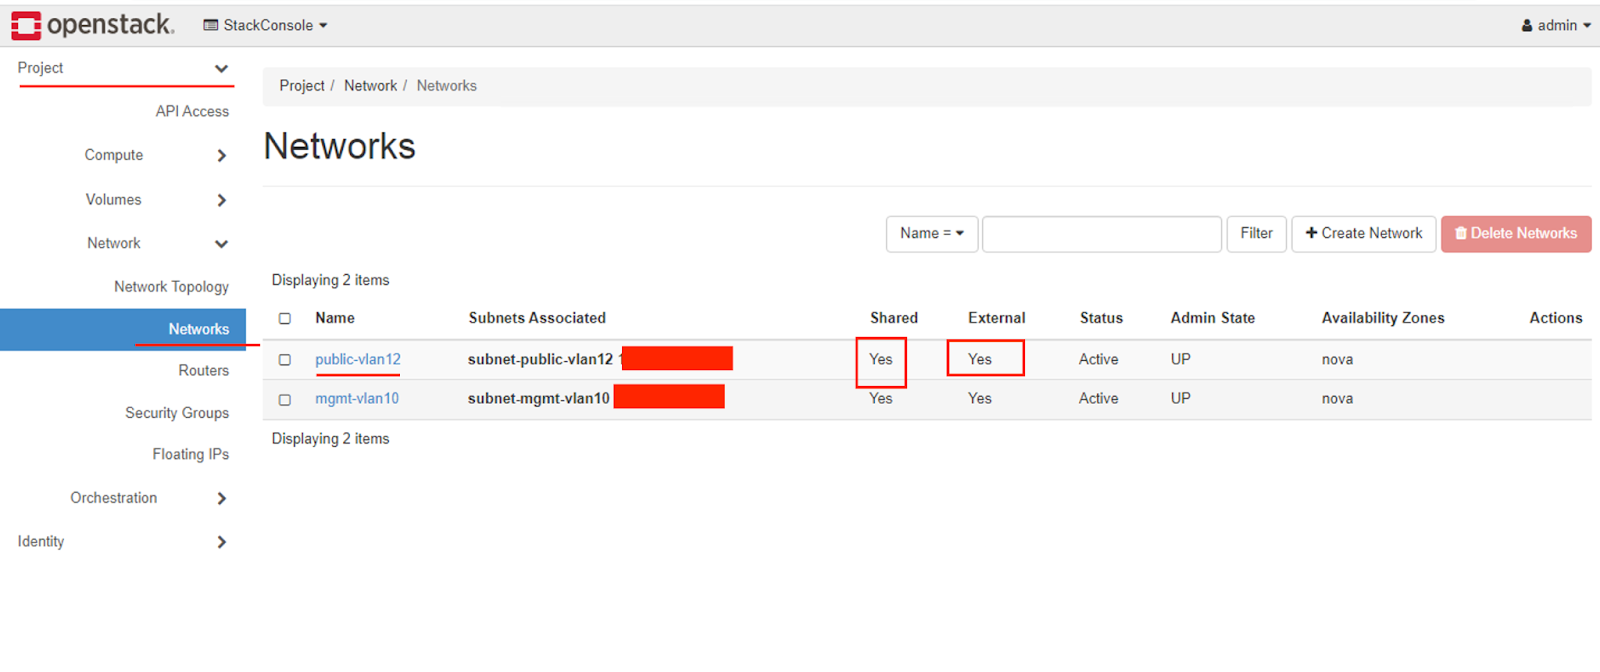 openstack. StackConsole admin
Project
API Access
Compute
Volumes
Network
Network Topology
Networks
Routers
Security Groups
Floating IPs
Orchestration
Identity
Project / Network / Networks
Networks
Name = Filter + Create Network Delete Networks
Displaying 2 items
Name Subnets Associated Shared External Status Admin State Availability Zones Actions
public-vlan12 subnet-public-vlan12 Yes Yes Active UP nova
mgmt-vlan10 subnet-mgmt-vlan10 Yes Yes Active UP nova
Displaying 2 items